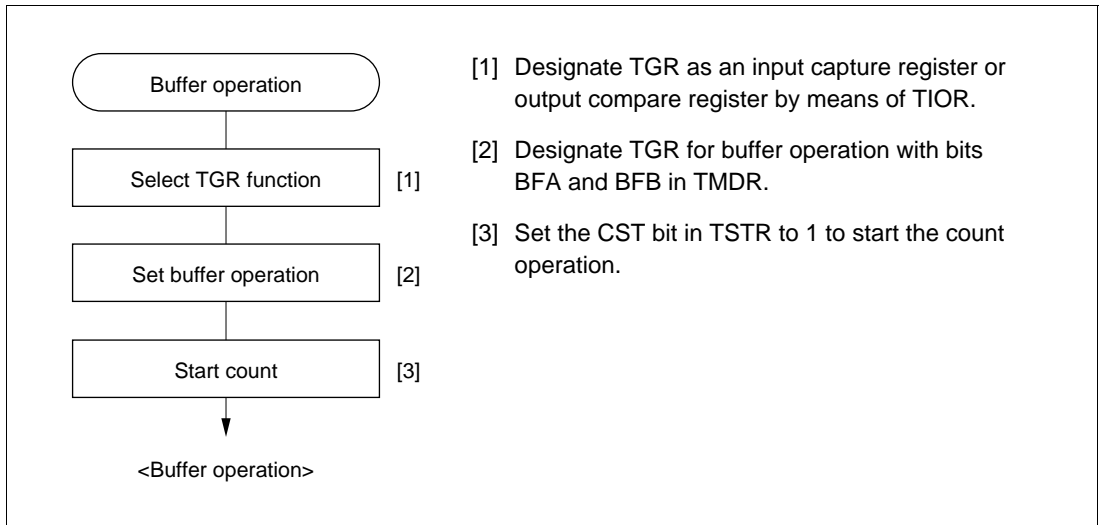 Buffer operation
Select TGR function [1]
Set buffer operation [2]
Start count [3]
<Buffer operation>
[1] Designate TGR as an input capture register or
output compare register by means of TIOR.
[2] Designate TGR for buffer operation with bits
BFA and BFB in TMDR.
[3] Set the CST bit in TSTR to 1 to start the count
operation.